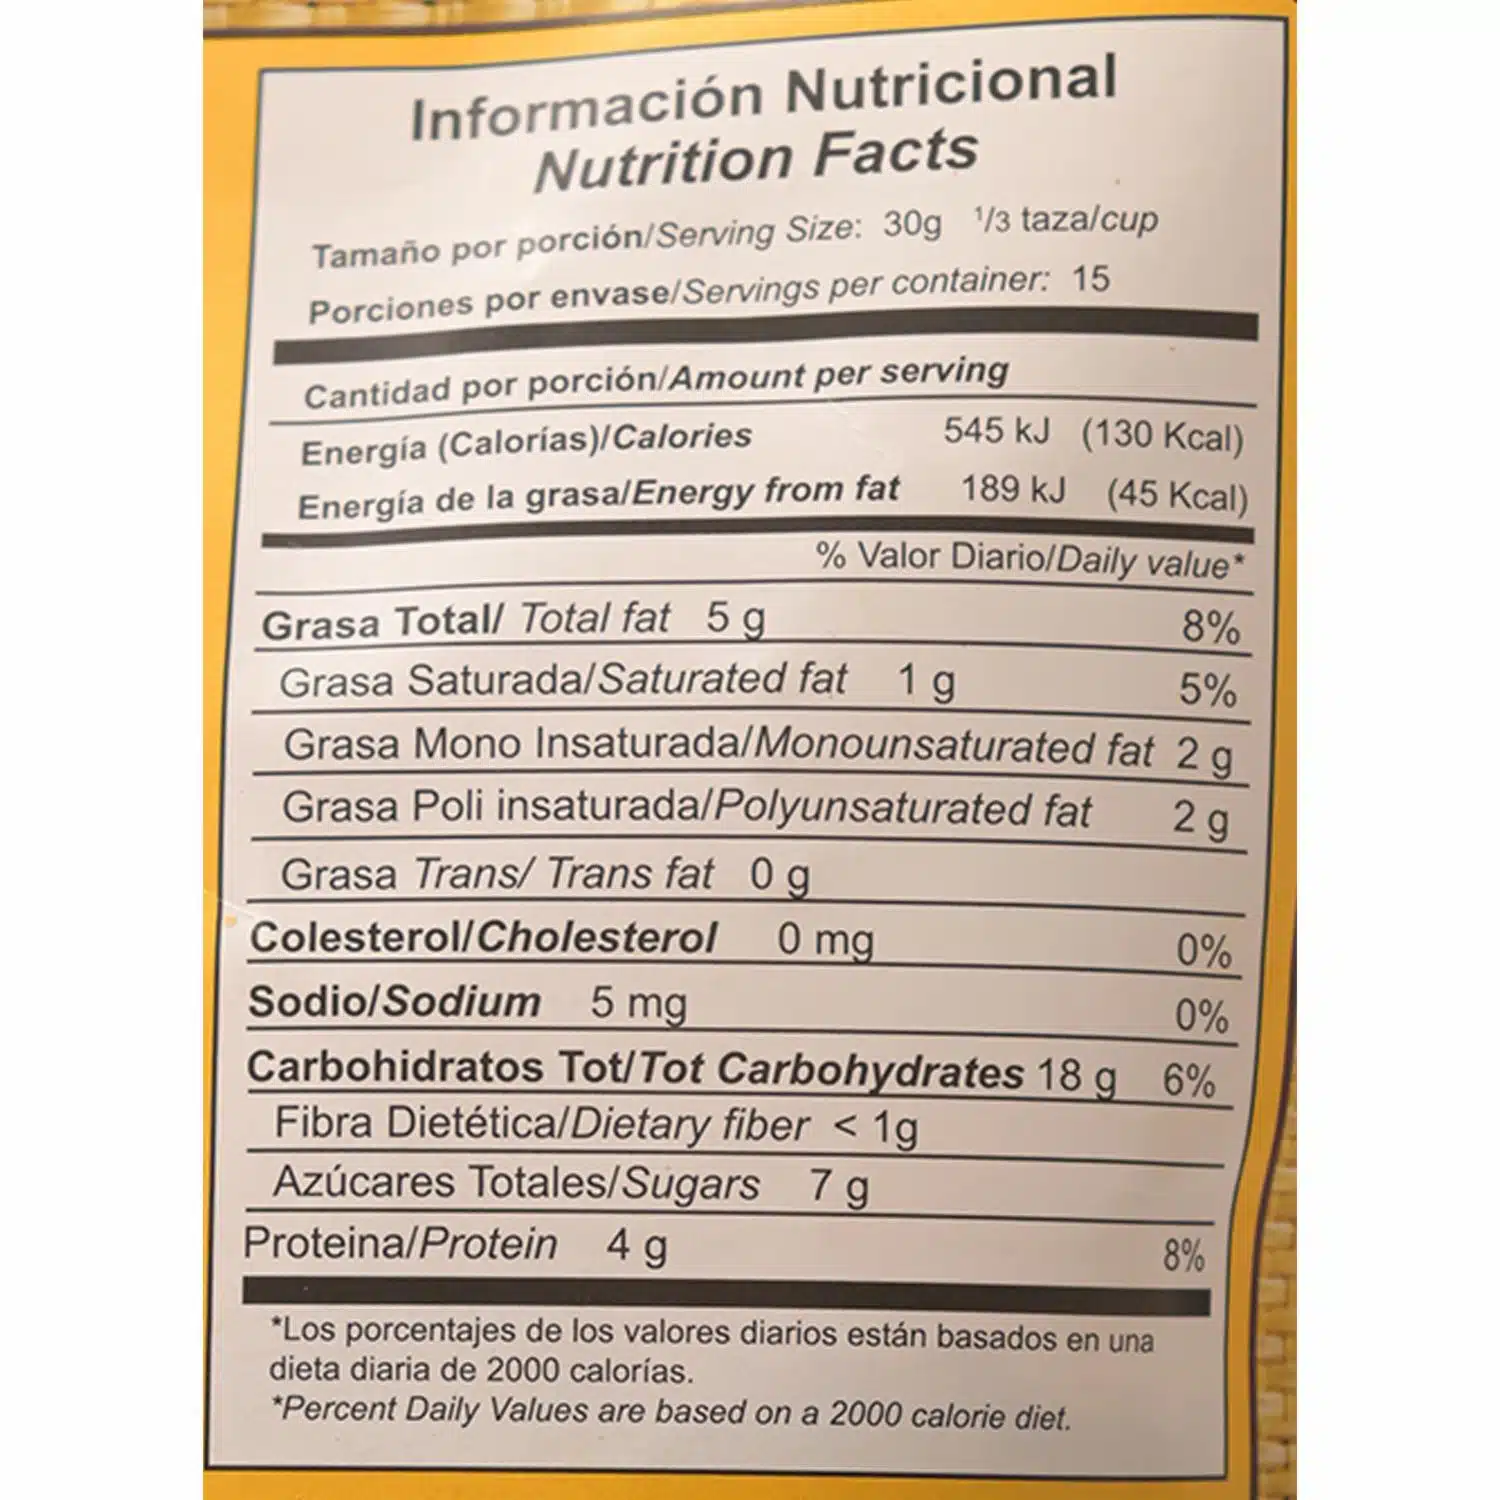 Información Nutricional
Nutrition Facts
Tamaño por porción/Serving Size: 30g 1/3 taza/cup
Porciones por envase/Servings per container: 15
Cantidad por porción/Amount per serving
Energía (Calorías)/Calories 545 kJ (130 Kcal)
Energía de la grasa/Energy from fat 189 kJ (45 Kcal)
% Valor Diario/Daily value*
Grasa Total/ Total fat 5 g 8%
Grasa Saturada/Saturated fat 1 g 5%
Grasa Mono Insaturada/Monounsaturated fat 2 g
Grasa Poli insaturada/Polyunsaturated fat 2 g
Grasa Trans/ Trans fat 0 g
Colesterol/Cholesterol 0 mg 0%
Sodio/Sodium 5 mg 0%
Carbohidratos Tot/Tot Carbohydrates 18 g 6%
Fibra Dietética/Dietary fiber < 1g
Azúcares Totales/Sugars 7 g
Proteina/Protein 4 g 8%
*Los porcentajes de los valores diarios están basados en una
dieta diaria de 2000 calorías.
*Percent Daily Values are based on a 2000 calorie diet.